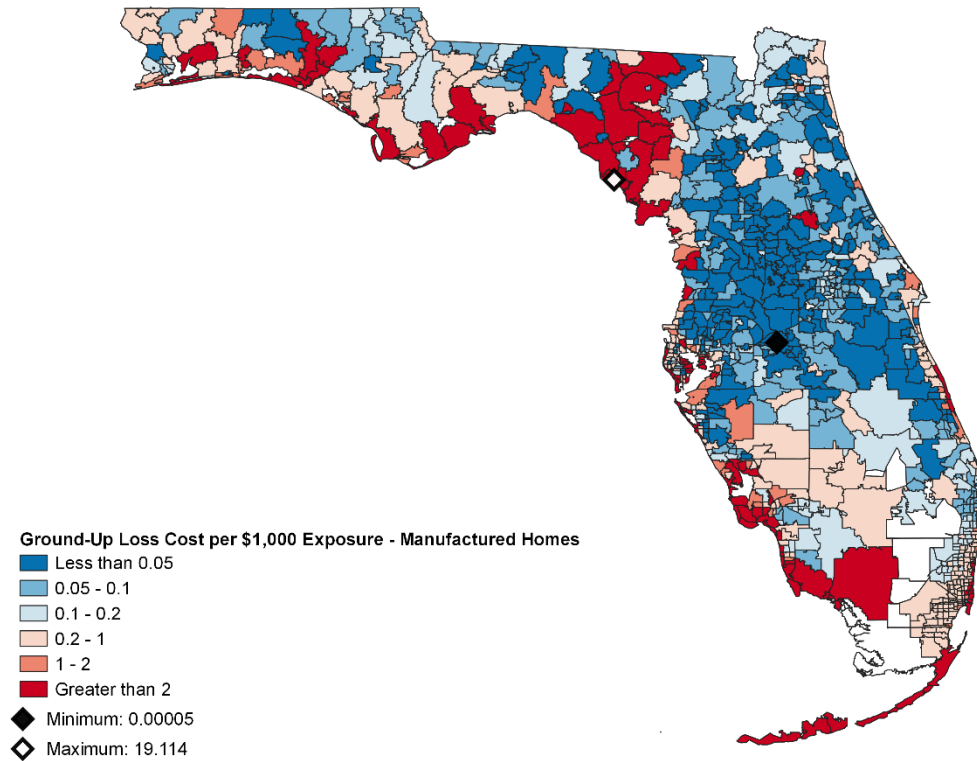 Ground-Up Loss Cost per $1,000 Exposure - Manufactured Homes
Less than 0.05
0.05 - 0.1
0.1 - 0.2
0.2 - 1
1 - 2
Greater than 2
Minimum: 0.00005
Maximum: 19.114